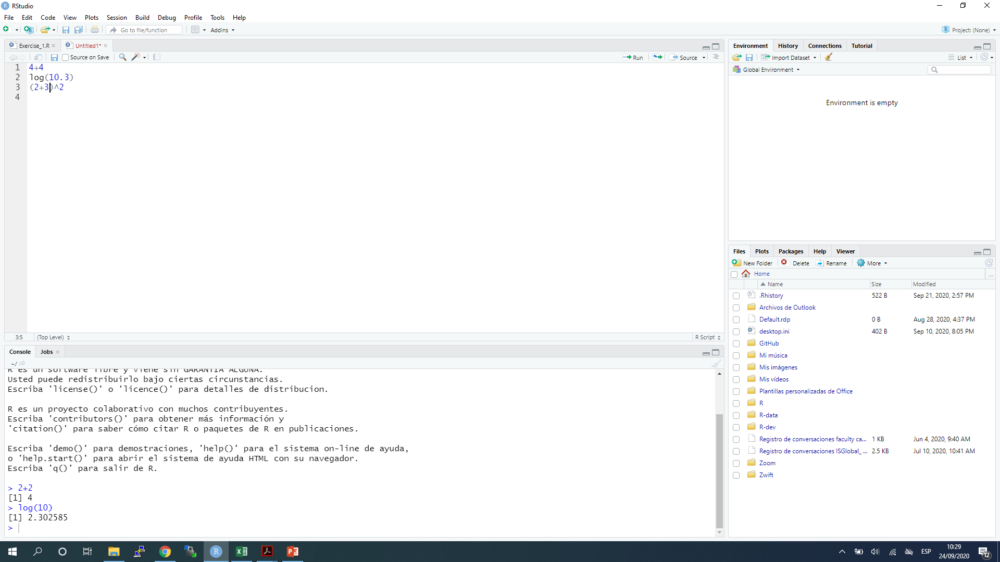 RStudio
File Edit Code View Plots Session Build Debug Profile Tools Help
Go to file/function Addins Project: (None)
Exercise_1.R Untitled1*
Source on Save Run Source
1 4+4
2 log(10.3)
3 (2+3)^2
4
3:5 (Top Level) R Script
Console Jobs
~/
R es un software libre y viene sin GARANTIA ALGUNA.
Usted puede redistribuirlo bajo ciertas circunstancias.
Escriba 'license()' o 'licence()' para detalles de distribucion.
R es un proyecto colaborativo con muchos contribuyentes.
Escriba 'contributors()' para obtener más información y
'citation()' para saber cómo citar R o paquetes de R en publicaciones.
Escriba 'demo()' para demostraciones, 'help()' para el sistema on-line de ayuda,
o 'help.start()' para abrir el sistema de ayuda HTML con su navegador.
Escriba 'q()' para salir de R.
> 2+2
[1] 4
> log(10)
[1] 2.302585
>
Environment History Connections Tutorial
Import Dataset List
Global Environment
Environment is empty
Files Plots Packages Help Viewer
New Folder Delete Rename More
Home ...
Name Size Modified
.Rhistory 522 B Sep 21, 2020, 2:57 PM
Archivos de Outlook
Default.rdp 0 B Aug 28, 2020, 4:37 PM
desktop.ini 402 B Sep 10, 2020, 8:05 PM
GitHub
Mi música
Mis imágenes
Mis vídeos
Plantillas personalizadas de Office
R
R-data
R-dev
Registro de conversaciones faculty ca... 1 KB Jun 4, 2020, 9:40 AM
Registro de conversaciones ISGlobal_ ... 2.5 KB Jul 10, 2020, 10:41 AM
Zoom
Zwift
ESP 10:29
24/09/2020 12